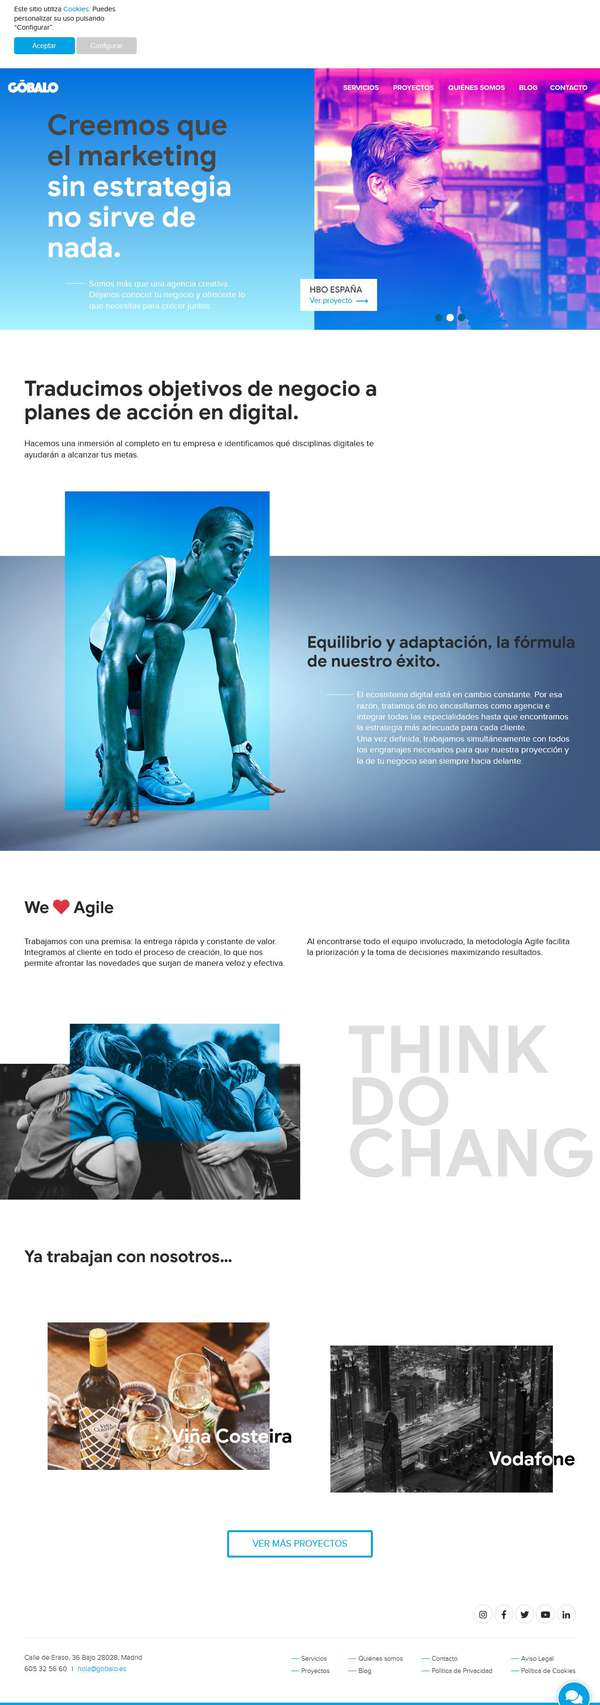 Este sitio utiliza Cookies. Puedes
personalizar su uso pulsando
"Configurar".
Aceptar
Configurar
GÓBALO
SERVICIOS
PROYECTOS
QUIÉNES SOMOS
BLOG
CONTACTO
Creemos que
el marketing
sin estrategia
no sirve de
nada.
Somos más que una agencia creativa.
Déjanos conocer tu negocio y ofrecerte lo
que necesitas para crecer juntos.
HBO ESPAÑA
Ver proyecto
Traducimos objetivos de negocio a
planes de acción en digital.
Hacemos una inmersión al completo en tu empresa e identificamos qué disciplinas digitales te
ayudarán a alcanzar tus metas.
Equilibrio y adaptación, la fórmula
de nuestro éxito.
El ecosistema digital está en cambio constante. Por esa
razón, tratamos de no encasillarnos como agencia e
integrar todas las especialidades hasta que encontramos
la estrategia más adecuada para cada cliente.
Una vez definida, trabajamos simultáneamente con todos
los engranajes necesarios para que nuestra proyección y
la de tu negocio sean siempre hacia delante.
We Agile
Trabajamos con una premisa: la entrega rápida y constante de valor.
Integramos al cliente en todo el proceso de creación, lo que nos
permite afrontar las novedades que surjan de manera veloz y efectiva.
Al encontrarse todo el equipo involucrado, la metodología Agile facilita
la priorización y la toma de decisiones maximizando resultados.
THINK
DO
CHANG
Ya trabajan con nosotros...
Viña Costeira
Vodafone
VER MÁS PROYECTOS
Calle de Eraso, 36 Bajo 28028, Madrid
605 32 56 60 | hola@gobalo.es
Servicios
Quiénes somos
Contacto
Aviso Legal
Proyectos
Blog
Política de Privacidad
Política de Cookies